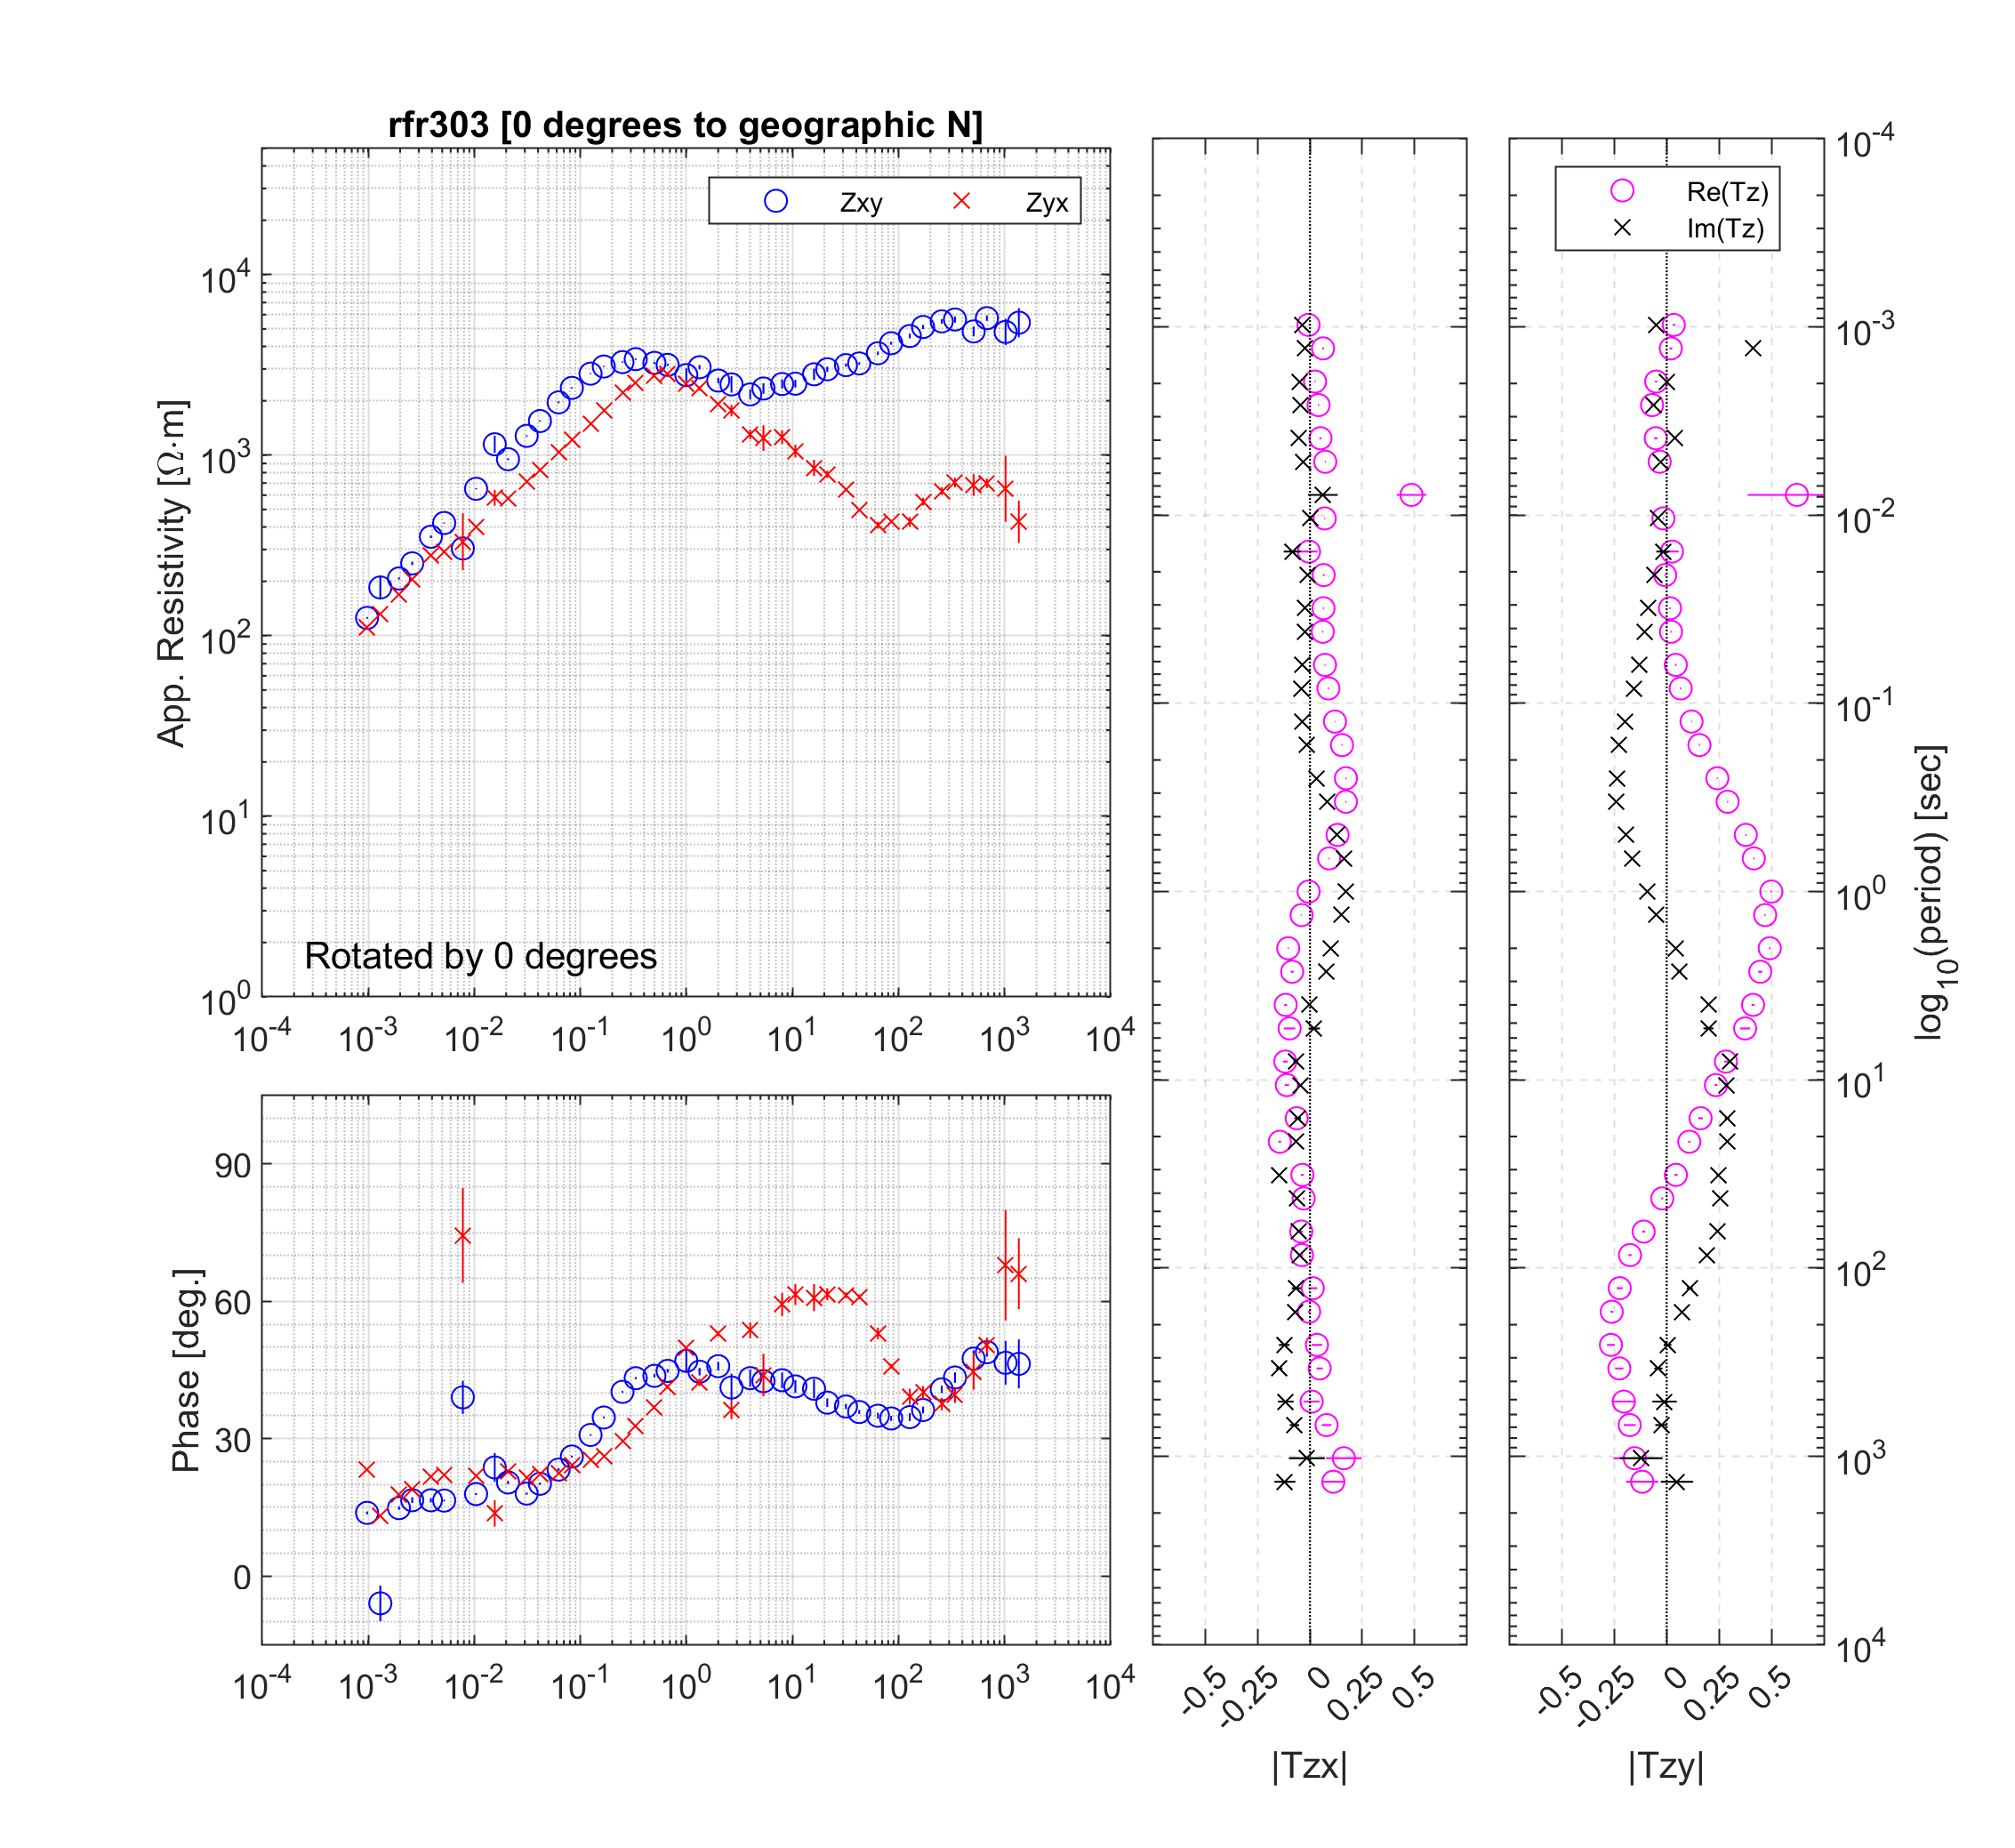 rfr303 [0 degrees to geographic N]
Zxy Zyx
App. Resistivity [Ω·m]
10^4
10^3
10^2
10^1
10^0
Rotated by 0 degrees
10^-4 10^-3 10^-2 10^-1 10^0 10^1 10^2 10^3 10^4
Phase [deg.]
90
60
30
0
10^-4 10^-3 10^-2 10^-1 10^0 10^1 10^2 10^3 10^4
-0.5 -0.25 0 0.25 0.5
|Tzx|
Re(Tz)
Im(Tz)
-0.5 -0.25 0 0.25 0.5
|Tzy|
10^-4
10^-3
10^-2
10^-1
10^0
10^1
10^2
10^3
10^4
log_10(period) [sec]